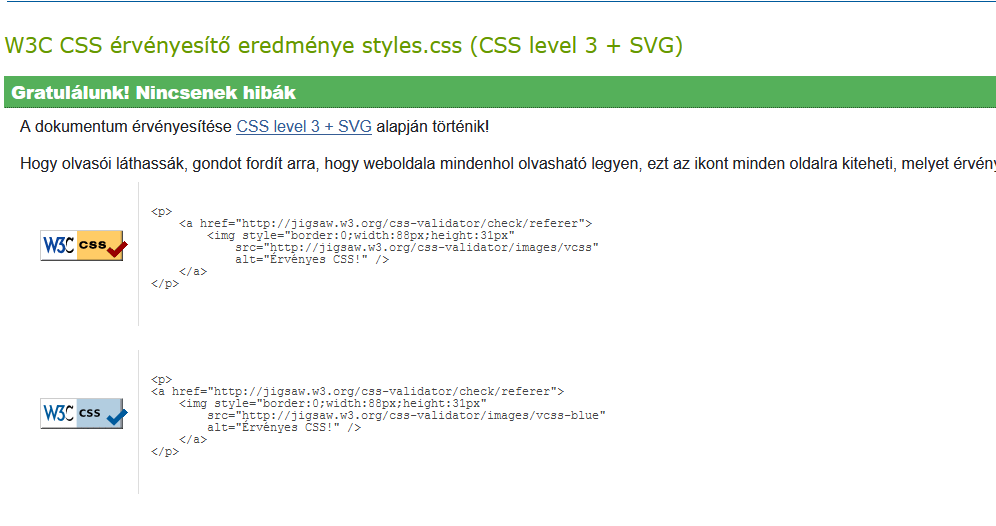 W3C CSS érvényesítő eredménye styles.css (CSS level 3 + SVG)
Gratulálunk! Nincsenek hibák
A dokumentum érvényesítése CSS level 3 + SVG alapján történik!
Hogy olvasói láthassák, gondot fordít arra, hogy weboldala mindenhol olvasható legyen, ezt az ikont minden oldalra kiteheti, melyet érvény
W3C css
<p>
<a href="http://jigsaw.w3.org/css-validator/check/referer">
<img style="border:0;width:88px;height:31px"
src="http://jigsaw.w3.org/css-validator/images/vcss"
alt="Érvényes CSS!" />
</a>
</p>
W3C css
<p>
<a href="http://jigsaw.w3.org/css-validator/check/referer">
<img style="border:0;width:88px;height:31px"
src="http://jigsaw.w3.org/css-validator/images/vcss-blue"
alt="Érvényes CSS!" />
</a>
</p>